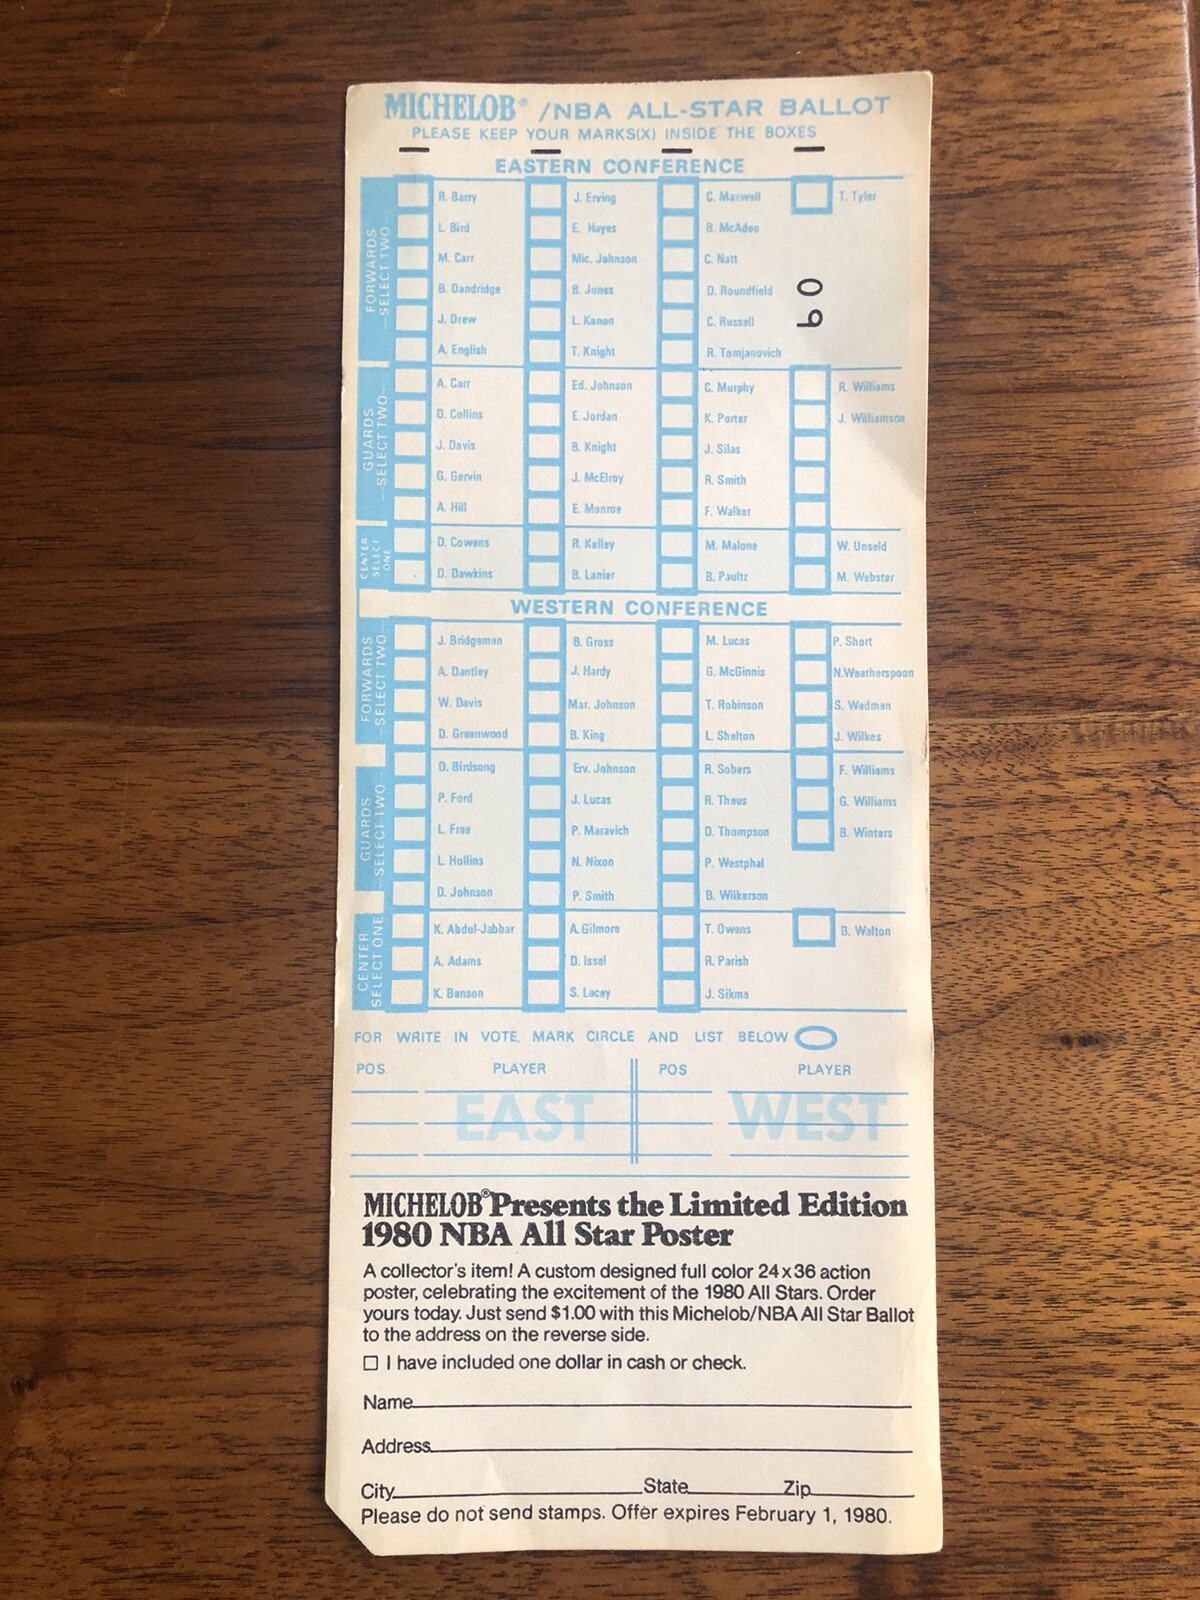 MICHELOB® /NBA ALL-STAR BALLOT
PLEASE KEEP YOUR MARKS(X) INSIDE THE BOXES
EASTERN CONFERENCE
FORWARDS
—SELECT TWO—
R. Barry J. Erving C. Maxwell T. Tyler
L. Bird E. Hayes B. McAdoo
M. Carr Mic. Johnson C. Natt
B. Dandridge B. Jones D. Roundfield
J. Drew L. Kenon C. Russell
A. English T. Knight R. Tomjanovich
09
GUARDS
—SELECT TWO—
A. Carr Ed. Johnson C. Murphy R. Williams
D. Collins E. Jordan K. Porter J. Williamson
J. Davis B. Knight J. Silas
G. Gervin J. McElroy R. Smith
A. Hill E. Monroe F. Walker
CENTER
SELECT
ONE
D. Cowens R. Kelley M. Malone W. Unseld
D. Dawkins B. Lanier B. Paultz M. Webster
WESTERN CONFERENCE
FORWARDS
—SELECT TWO—
J. Bridgeman B. Gross M. Lucas P. Short
A. Dantley J. Hardy G. McGinnis N.Weatherspoon
W. Davis Mar. Johnson T. Robinson S. Wedman
D. Greenwood B. King L. Shelton J. Wilkes
GUARDS
—SELECT TWO—
O. Birdsong Erv. Johnson R. Sobers F. Williams
P. Ford J. Lucas R. Theus G. Williams
L. Free P. Maravich D. Thompson B. Winters
L. Hollins N. Nixon P. Westphal
D. Johnson P. Smith B. Wilkerson
CENTER
SELECT ONE
K. Abdul-Jabbar A. Gilmore T. Owens B. Walton
A. Adams D. Issel R. Parish
K. Benson S. Lacey J. Sikma
FOR WRITE IN VOTE, MARK CIRCLE AND LIST BELOW
POS. PLAYER POS PLAYER
EAST WEST
MICHELOB® Presents the Limited Edition
1980 NBA All Star Poster
A collector's item! A custom designed full color 24x36 action
poster, celebrating the excitement of the 1980 All Stars. Order
yours today. Just send $1.00 with this Michelob/NBA All Star Ballot
to the address on the reverse side.
I have included one dollar in cash or check.
Name
Address
City State Zip
Please do not send stamps. Offer expires February 1, 1980.